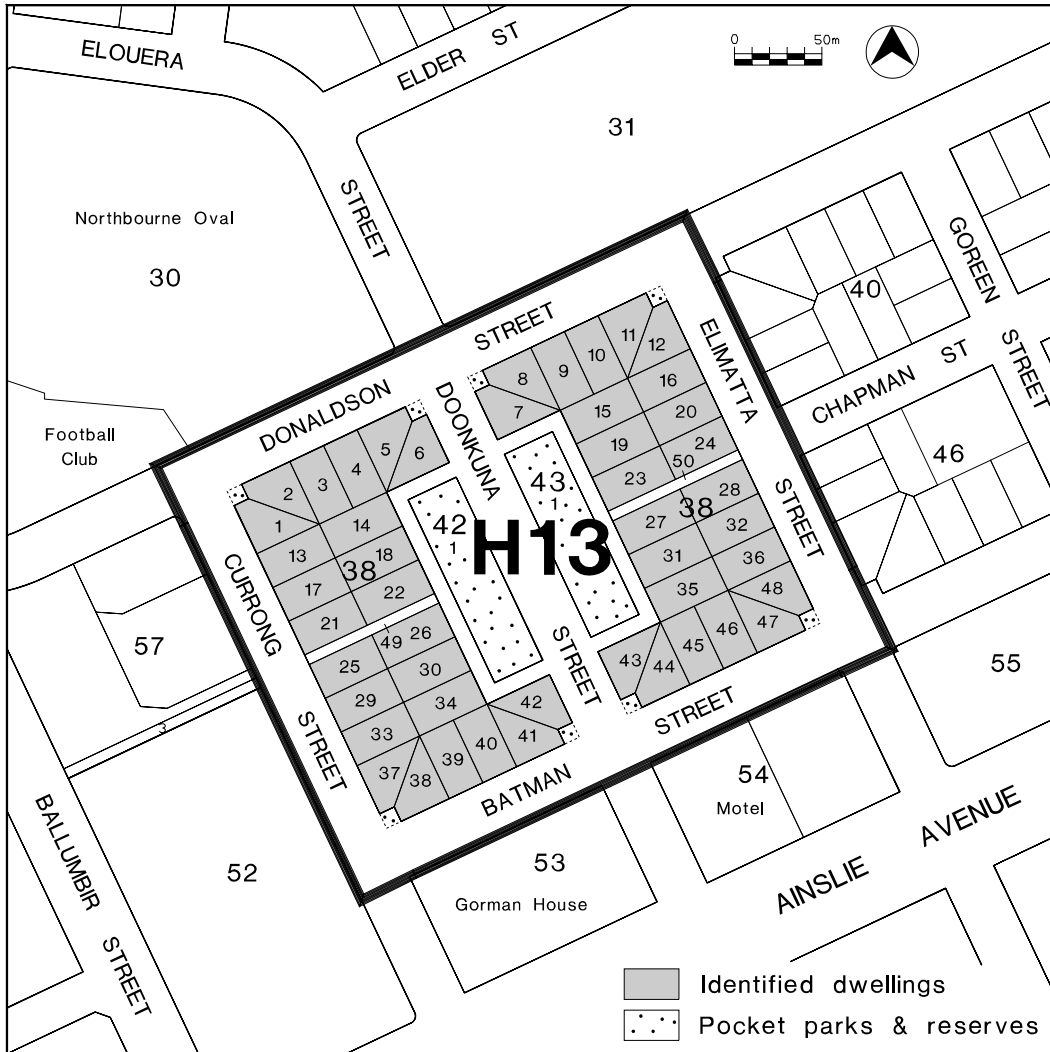 ELOUERA
ELDER ST
0 50m
31
STREET
Northbourne Oval
30
GOREEN
STREET
40
CHAPMAN ST
46
Football
Club
DONALDSON
STREET
ELIMATTA
STREET
DOONKUNA
STREET
CURRONG
STREET
BATMAN
STREET
H13
1
2
3
4
5
6
13
14
17
18
38
21
22
49
25
26
29
30
33
34
37
38
39
40
41
42
42
1
43
1
7
8
9
10
11
12
15
16
19
20
23
24
50
38
27
28
31
32
35
36
48
47
46
45
44
43
57
3
52
BALLUMBIR
STREET
53
Gorman House
54
Motel
55
AINSLIE AVENUE
Identified dwellings
Pocket parks & reserves